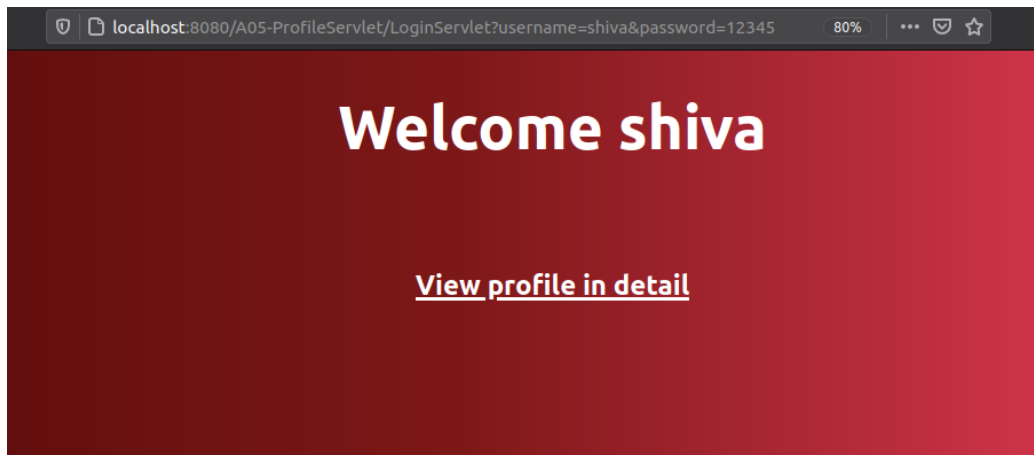 localhost:8080/A05-ProfileServlet/LoginServlet?username=shiva&password=12345 80%
Welcome shiva
View profile in detail